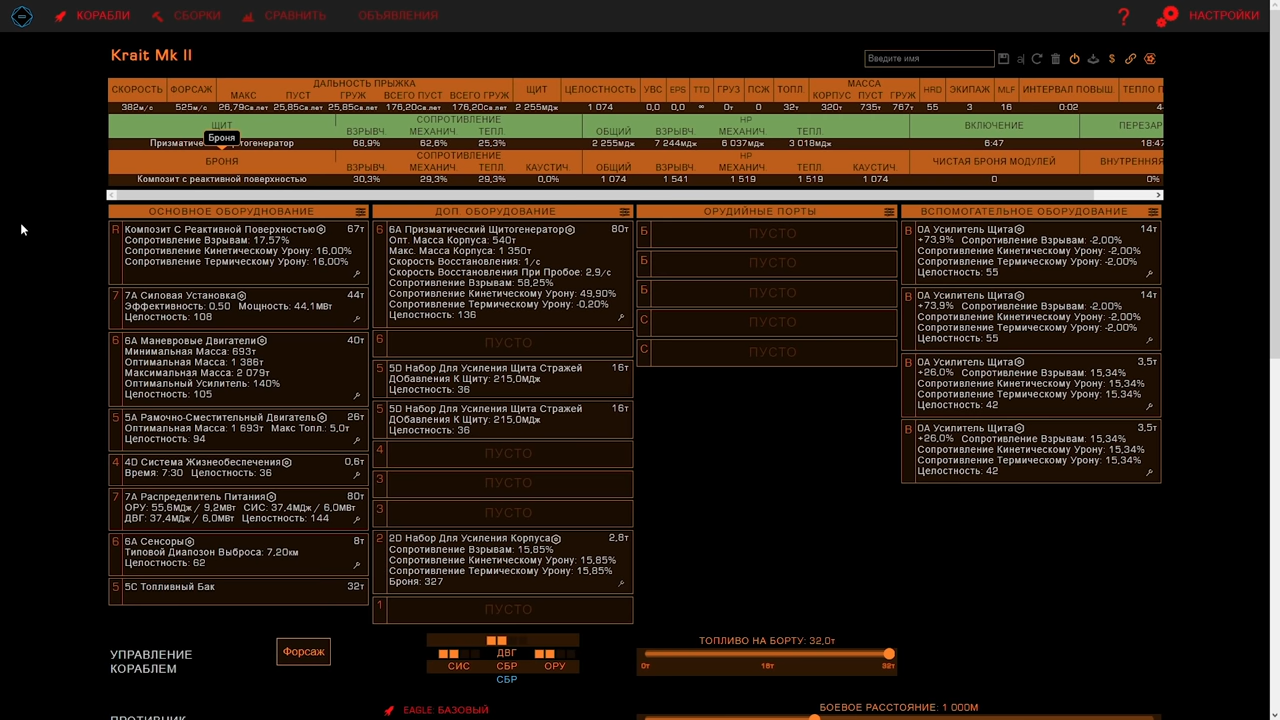 КОРАБЛИ СБОРКИ СРАВНИТЬ ОБЪЯВЛЕНИЯ ? НАСТРОЙКИ
Krait Mk II
Введите имя
СКОРОСТЬ ФОРСАЖ ДАЛЬНОСТЬ ПРЫЖКА ЩИТ ЦЕЛОСТНОСТЬ УВС EPS TTD ГРУЗ ПСЖ ТОПЛ МАССА HRD ЭКИПАЖ MLF ИНТЕРВАЛ ПОВЫШ. ТЕПЛО П
МАКС ПУСТ ГРУЖ ВСЕГО ПУСТ ВСЕГО ГРУЖ КОРПУС ПУСТ ГРУЖ
382м/с 525м/с 26,79Св.лет 25,85Св.лет 25,85Св.лет 176,20Св.лет 176,20Св.лет 2 255мДж 1 074 0,0 0,0 ∞ 0т 0 32т 320т 735т 767т 55 3 16 0:02 4
ЩИТ СОПРОТИВЛЕНИЕ HP ВКЛЮЧЕНИЕ ПЕРЕЗАР
ВЗРЫВЧ. МЕХАНИЧ. ТЕПЛ. ОБЩИЙ ВЗРЫВЧ. МЕХАНИЧ. ТЕПЛ.
Броня
68,9% 62,6% 25,3% 2 255мДж 7 244мДж 6 037мДж 3 018мДж 6:47 18:47
БРОНЯ СОПРОТИВЛЕНИЕ HP ЧИСТАЯ БРОНЯ МОДУЛЕЙ ВНУТРЕННЯЯ
ВЗРЫВЧ. МЕХАНИЧ. ТЕПЛ. КАУСТИЧ. ОБЩИЙ ВЗРЫВЧ. МЕХАНИЧ. ТЕПЛ. КАУСТИЧ.
Композит с реактивной поверхностью 30,3% 29,3% 29,3% 0,0% 1 074 1 541 1 519 1 519 1 074 0 0%
ОСНОВНОЕ ОБОРУДНОВАНИЕ
R Композит С Реактивной Поверхностью 67т
Сопротивление Взрывам: 17,57%
Сопротивление Кинетическому Урону: 16,00%
Сопротивление Термическому Урону: 16,00%
7 7A Силовая Установка 44т
Эффективность: 0,50 Мощность: 44,1МВт
Целостность: 108
6 6A Маневровые Двигатели 40т
Минимальная Масса: 693т
Оптимальная Масса: 1 386т
Максимальная Масса: 2 079т
Оптимальный Усилитель: 140%
Целостность: 105
5 5A Рамочно-Сместительный Двигатель 26т
Оптимальная Масса: 1 693т Макс Топл.: 5,0т
Целостность: 94
4 4D Система Жизнеобеспечения 0,6т
Время: 7:30 Целостность: 36
7 7A Распределитель Питания 80т
ОРУ: 55,6МДж / 9,2МВт СИС: 37,4МДж / 6,0МВт
ДВГ: 37,4МДж / 6,0МВт Целостность: 144
6 6A Сенсоры 8т
Типовой Диапозон Выброса: 7,20км
Целостность: 62
5 5C Топливный Бак 32т
ДОП. ОБОРУДОВАНИЕ
6 6A Призматический Щитогенератор 80т
Опт. Масса Корпуса: 540т
Макс. Масса Корпуса: 1 350т
Скорость Восстановления: 1/с
Скорость Восстановления При Пробое: 2,9/с
Сопротивление Взрывам: 58,25%
Сопротивление Кинетическому Урону: 49,90%
Сопротивление Термическому Урону: -0,20%
Целостность: 136
6 ПУСТО
5 5D Набор Для Усиления Щита Стражей 16т
ДОбавления К Щиту: 215,0МДж
Целостность: 36
5 5D Набор Для Усиления Щита Стражей 16т
ДОбавления К Щиту: 215,0МДж
Целостность: 36
4 ПУСТО
3 ПУСТО
3 ПУСТО
2 2D Набор Для Усиления Корпуса 2,8т
Сопротивление Взрывам: 15,85%
Сопротивление Кинетическому Урону: 15,85%
Сопротивление Термическому Урону: 15,85%
Броня: 327
1 ПУСТО
ОРУДИЙНЫЕ ПОРТЫ
Б ПУСТО
Б ПУСТО
Б ПУСТО
С ПУСТО
С ПУСТО
ВСПОМОГАТЕЛЬНОЕ ОБОРУДОВАНИЕ
В 0A Усилитель Щита 14т
+73,9% Сопротивление Взрывам: -2,00%
Сопротивление Кинетическому Урону: -2,00%
Сопротивление Термическому Урону: -2,00%
Целостность: 55
В 0A Усилитель Щита 14т
+73,9% Сопротивление Взрывам: -2,00%
Сопротивление Кинетическому Урону: -2,00%
Сопротивление Термическому Урону: -2,00%
Целостность: 55
В 0A Усилитель Щита 3,5т
+26,0% Сопротивление Взрывам: 15,34%
Сопротивление Кинетическому Урону: 15,34%
Сопротивление Термическому Урону: 15,34%
Целостность: 42
В 0A Усилитель Щита 3,5т
+26,0% Сопротивление Взрывам: 15,34%
Сопротивление Кинетическому Урону: 15,34%
Сопротивление Термическому Урону: 15,34%
Целостность: 42
УПРАВЛЕНИЕ
КОРАБЛЕМ
Форсаж
ДВГ
СИС СБР ОРУ
СБР
ТОПЛИВО НА БОРТУ: 32,0т
0т 16т 32т
EAGLE БАЗОВЫЙ
БОЕВОЕ РАССТОЯНИЕ: 1 000М
ПРОТИВНИК